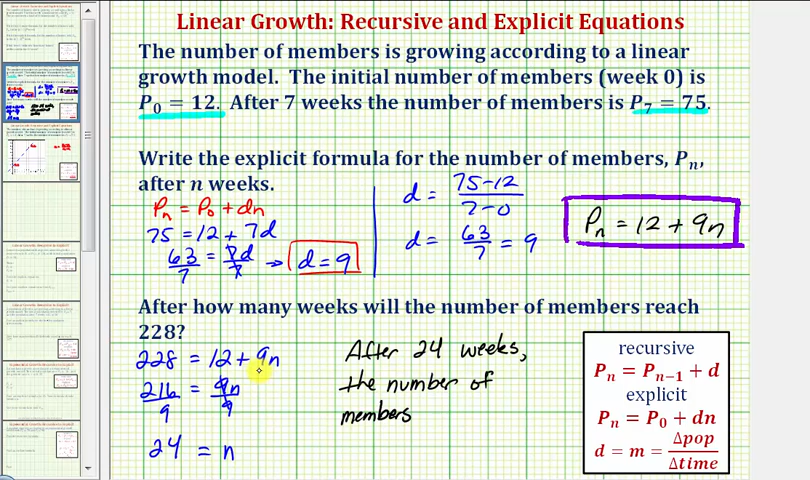 Linear Growth: Recursive and Explicit Equations
The number of members is growing according to a linear
growth model. The initial number of members (week 0) is
P₀ = 12. After 7 weeks the number of members is P₇ = 75.
Write the explicit formula for the number of members, Pₙ,
after n weeks.
Pₙ = P₀ + dn
75 = 12 + 7d
63/7 = 7d/7 → d = 9
d = (75-12)/(7-0)
d = 63/7 = 9
Pₙ = 12 + 9n
After how many weeks will the number of members reach
228?
228 = 12 + 9n
216/9 = 9n/9
24 = n
After 24 weeks,
the number of
members
recursive
Pₙ = Pₙ₋₁ + d
explicit
Pₙ = P₀ + dn
d = m = Δpop/Δtime